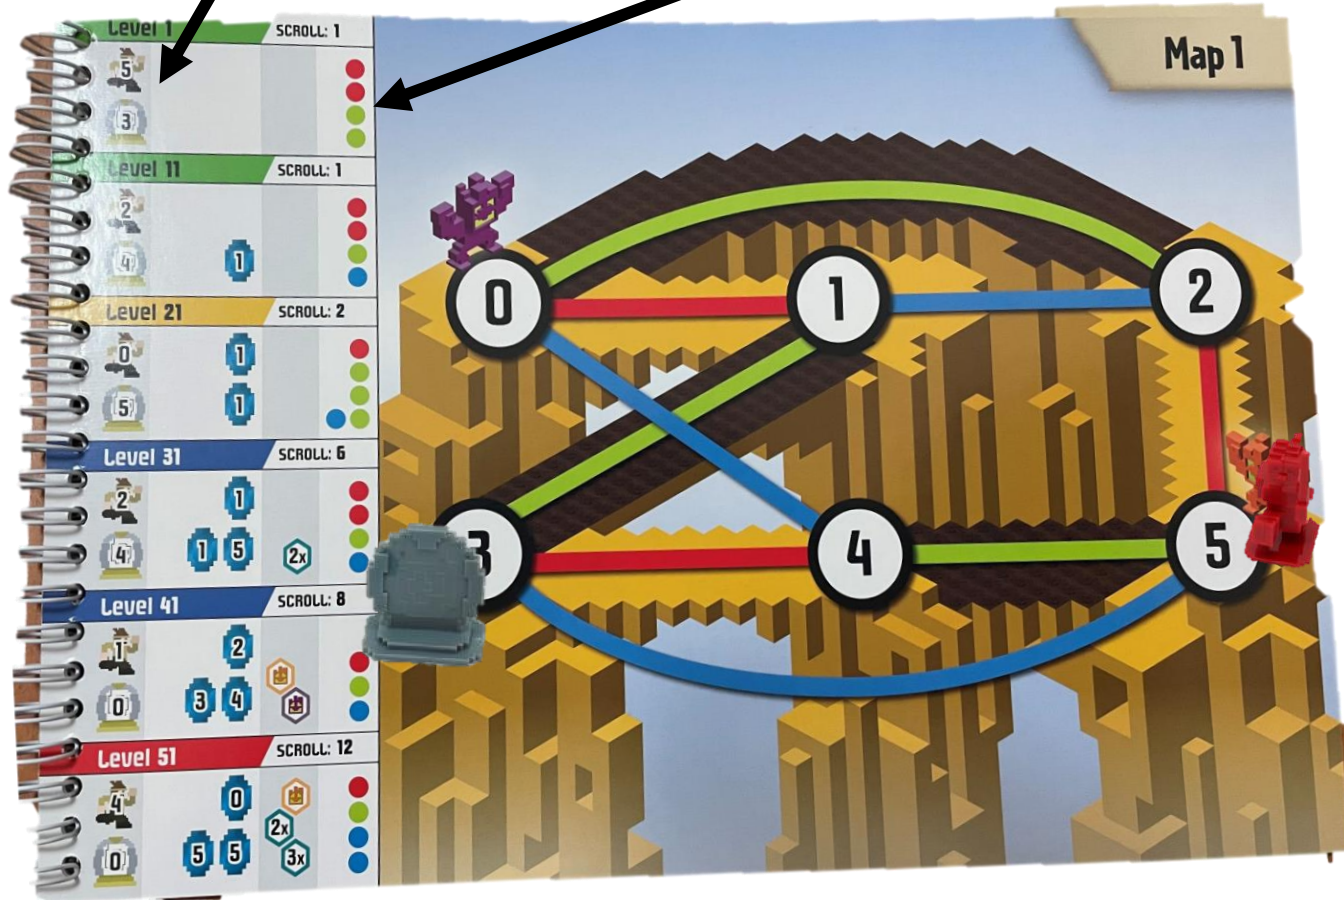 Level 1 SCROLL: 1
5
3
Level 11 SCROLL: 1
2
4 1
Level 21 SCROLL: 2
0 1
5 1
Level 31 SCROLL: 6
2 1
4 1 5 2x
Level 41 SCROLL: 8
1 2
0 3 4
Level 51 SCROLL: 12
4 0
2x
0 5 5 3x
Map 1
0 1 2
3 4 5